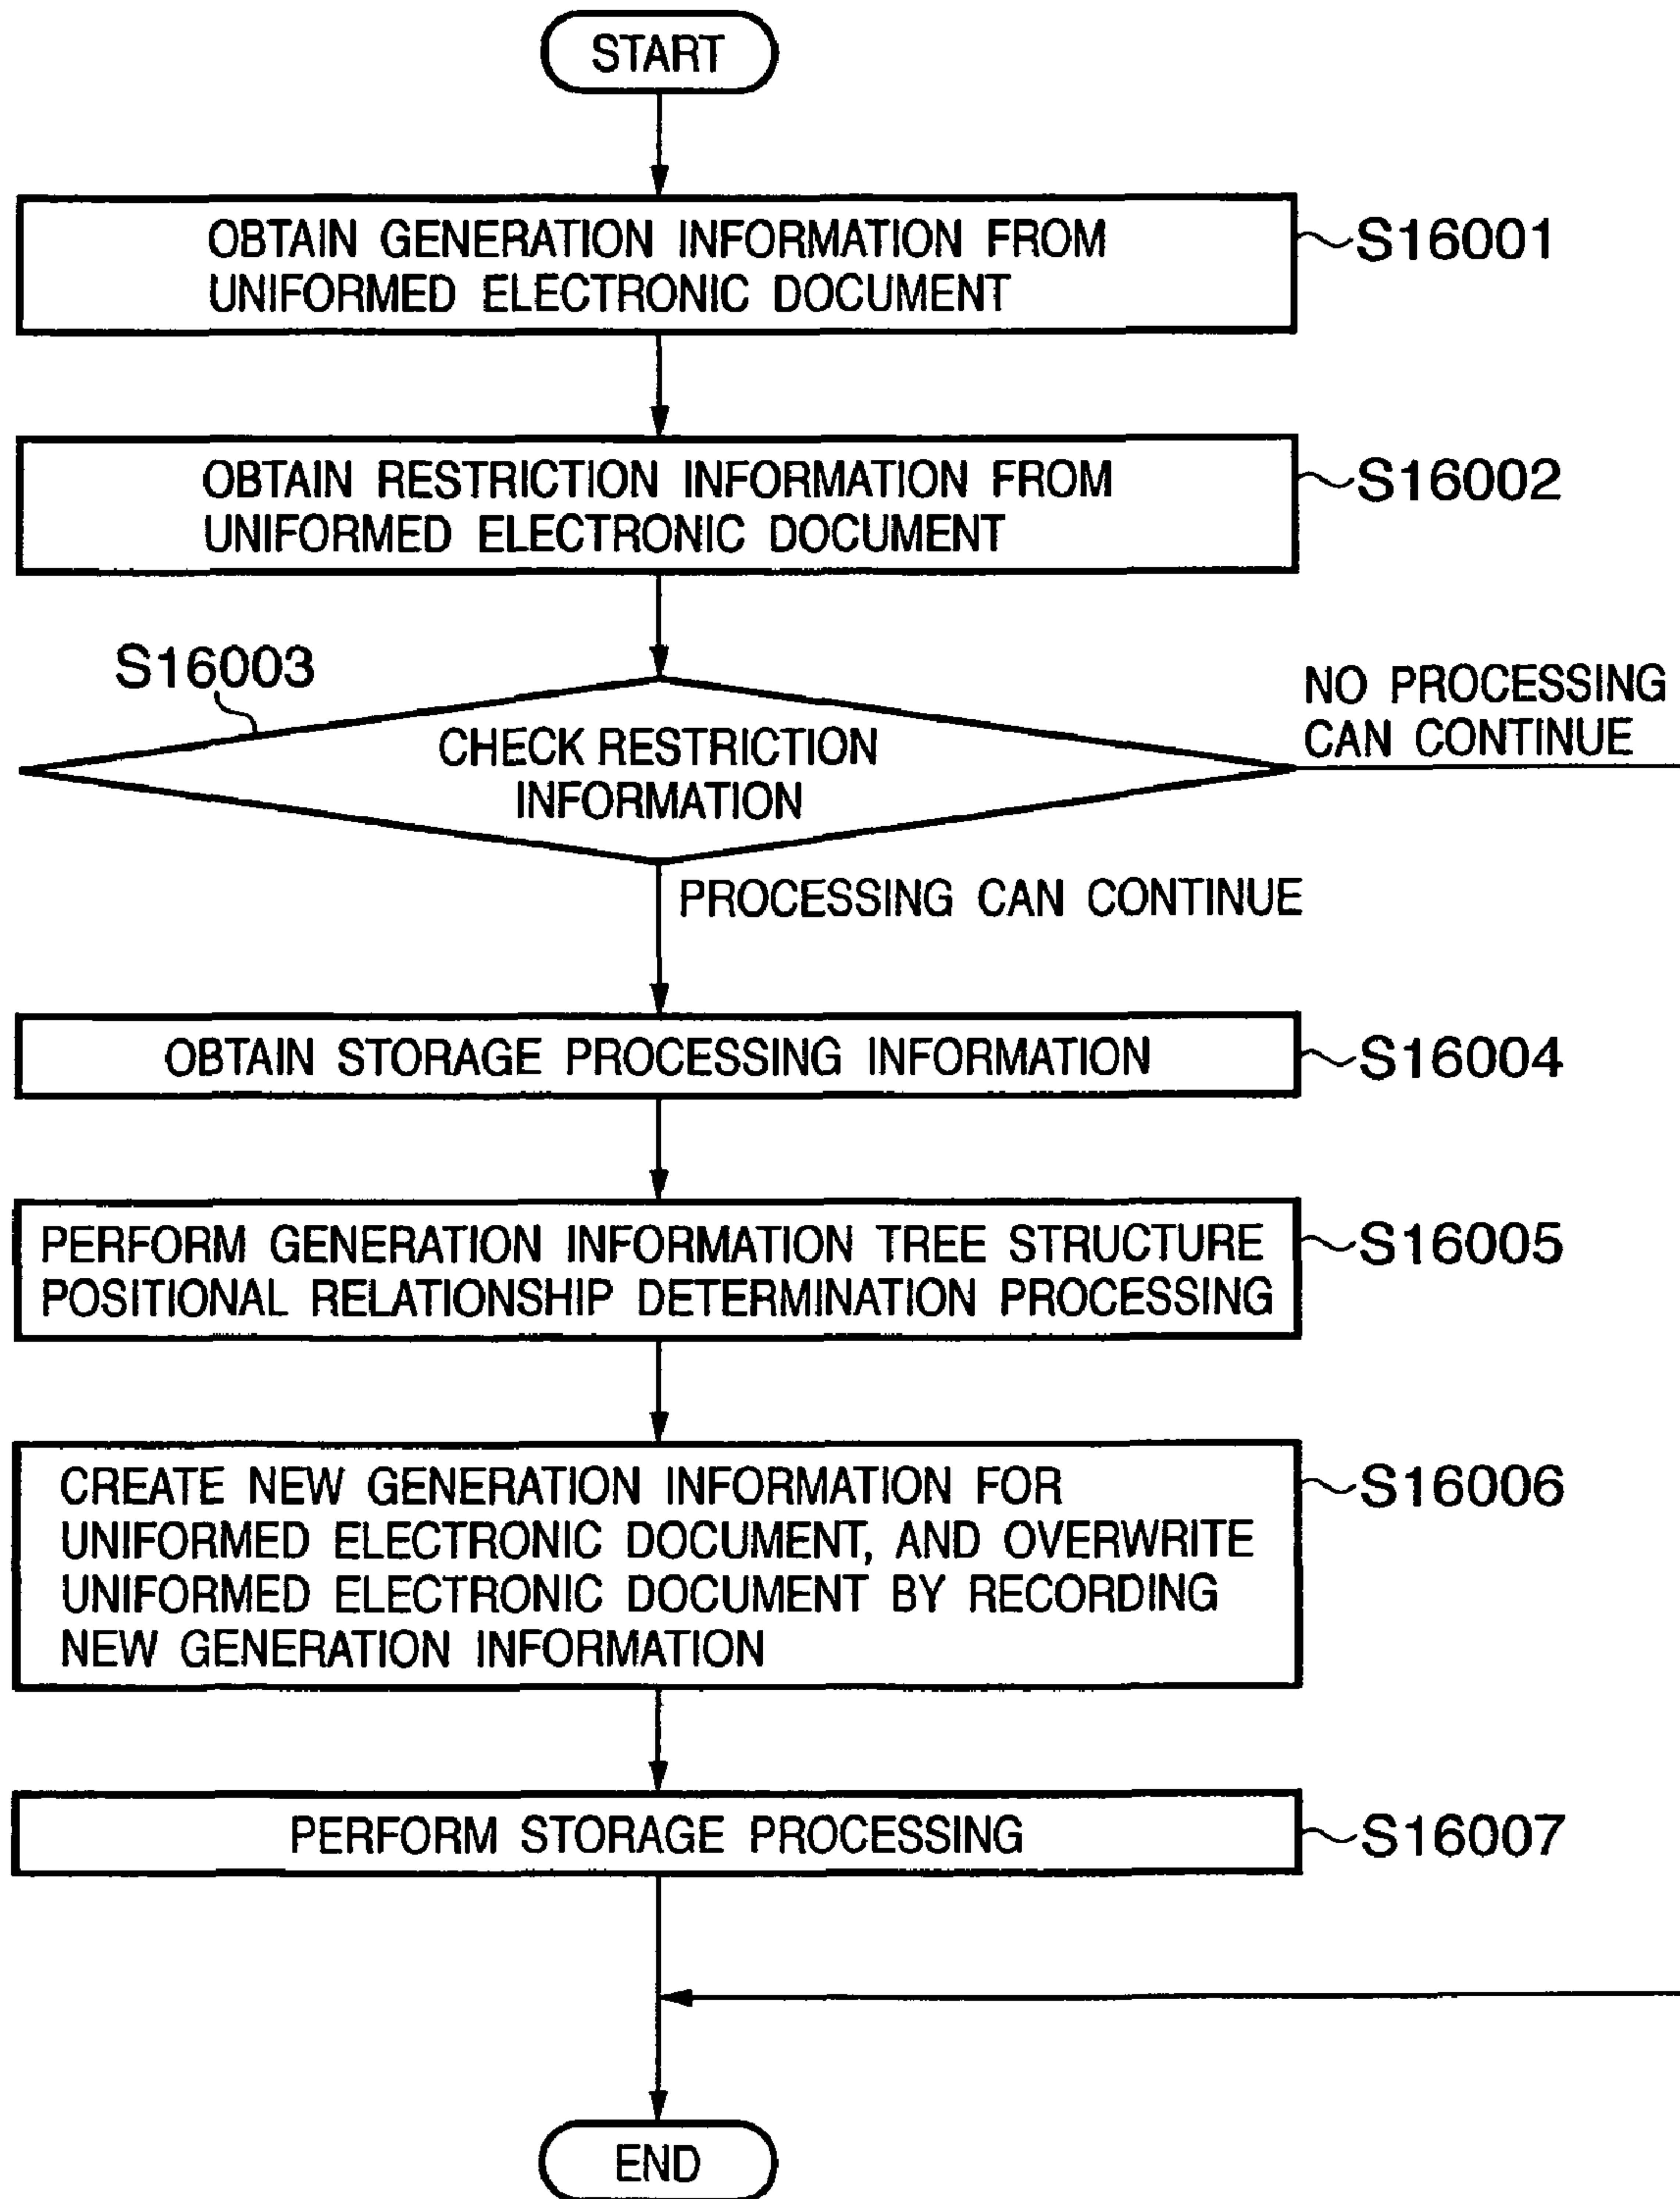 START
OBTAIN GENERATION INFORMATION FROM
UNIFORMED ELECTRONIC DOCUMENT
S16001
OBTAIN RESTRICTION INFORMATION FROM
UNIFORMED ELECTRONIC DOCUMENT
S16002
S16003
CHECK RESTRICTION
INFORMATION
NO PROCESSING
CAN CONTINUE
PROCESSING CAN CONTINUE
OBTAIN STORAGE PROCESSING INFORMATION
S16004
PERFORM GENERATION INFORMATION TREE STRUCTURE
POSITIONAL RELATIONSHIP DETERMINATION PROCESSING
S16005
CREATE NEW GENERATION INFORMATION FOR
UNIFORMED ELECTRONIC DOCUMENT, AND OVERWRITE
UNIFORMED ELECTRONIC DOCUMENT BY RECORDING
NEW GENERATION INFORMATION
S16006
PERFORM STORAGE PROCESSING
S16007
END